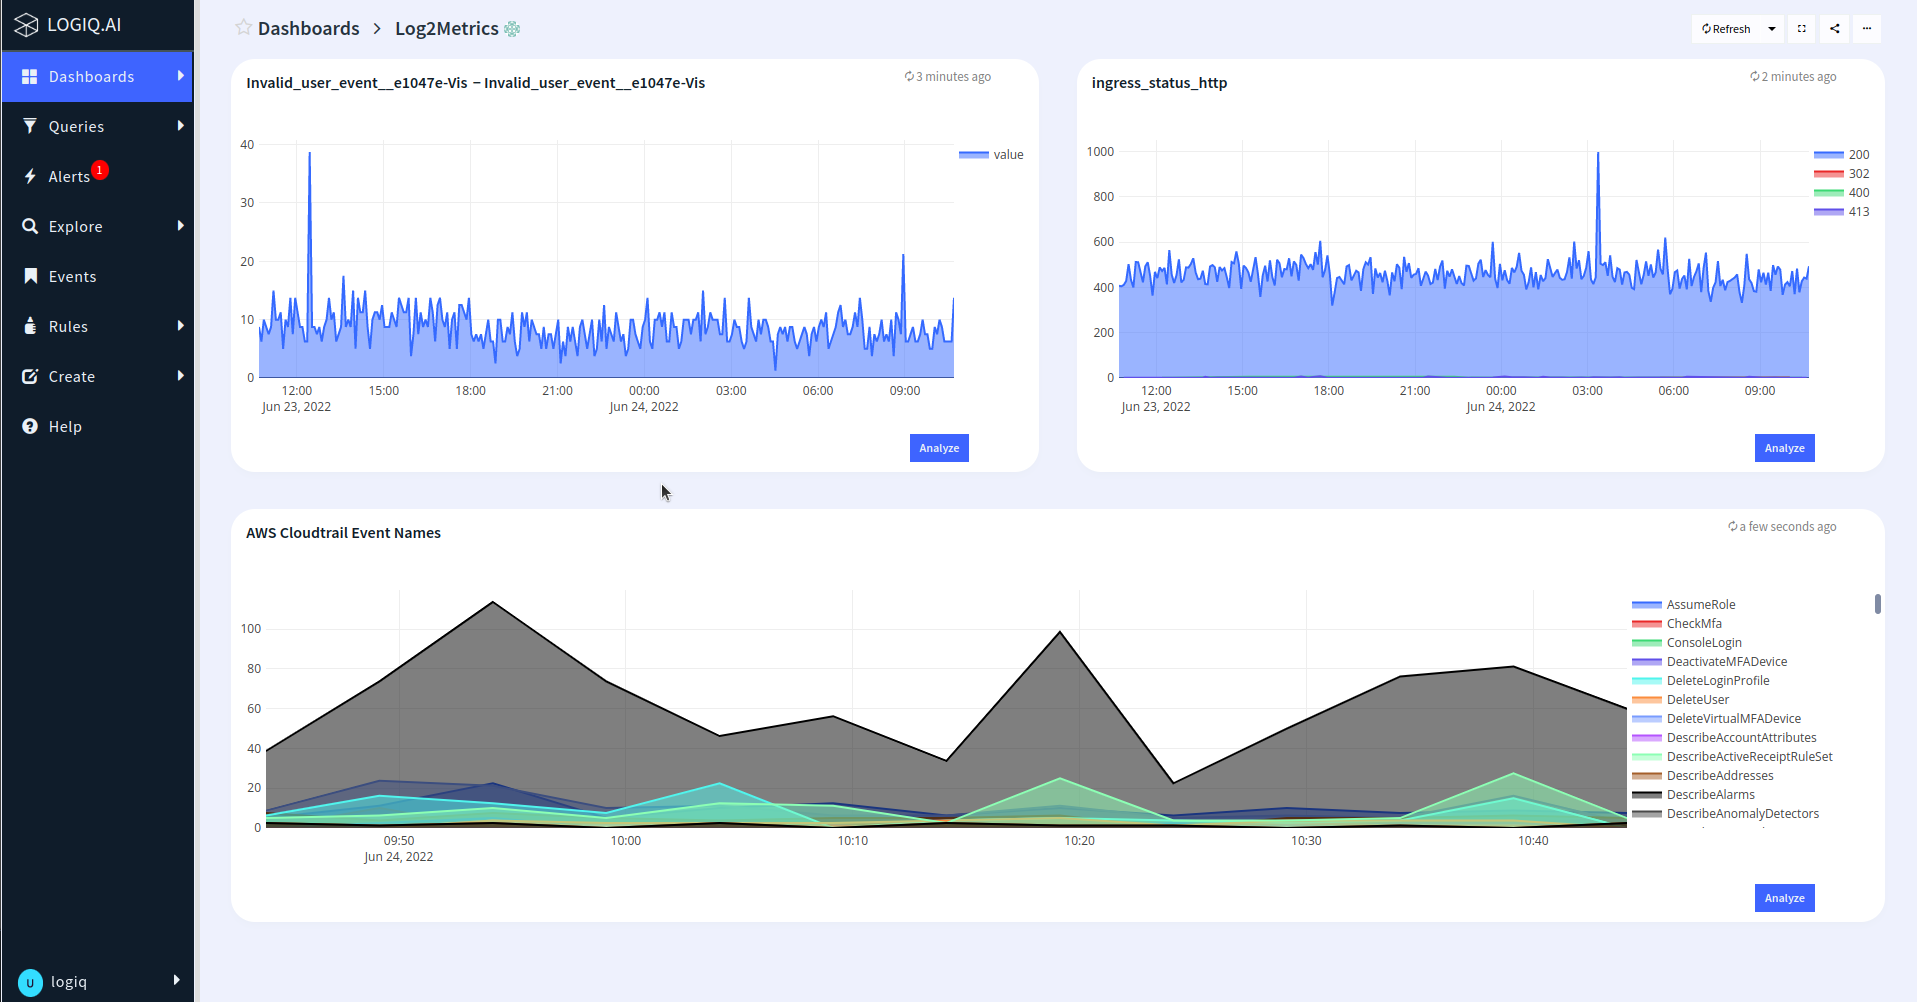 LOGIQ.AI
Dashboards
Queries
Alerts 1
Explore
Events
Rules
Create
Help
U logiq
Dashboards > Log2Metrics
Refresh
Invalid_user_event__e1047e-Vis – Invalid_user_event__e1047e-Vis
3 minutes ago
40
30
20
10
0
12:00 15:00 18:00 21:00 00:00 03:00 06:00 09:00
Jun 23, 2022 Jun 24, 2022
value
Analyze
ingress_status_http
2 minutes ago
1000
800
600
400
200
0
12:00 15:00 18:00 21:00 00:00 03:00 06:00 09:00
Jun 23, 2022 Jun 24, 2022
200
302
400
413
Analyze
AWS Cloudtrail Event Names
a few seconds ago
100
80
60
40
20
0
09:50 10:00 10:10 10:20 10:30 10:40
Jun 24, 2022
AssumeRole
CheckMfa
ConsoleLogin
DeactivateMFADevice
DeleteLoginProfile
DeleteUser
DeleteVirtualMFADevice
DescribeAccountAttributes
DescribeActiveReceiptRuleSet
DescribeAddresses
DescribeAlarms
DescribeAnomalyDetectors
Analyze